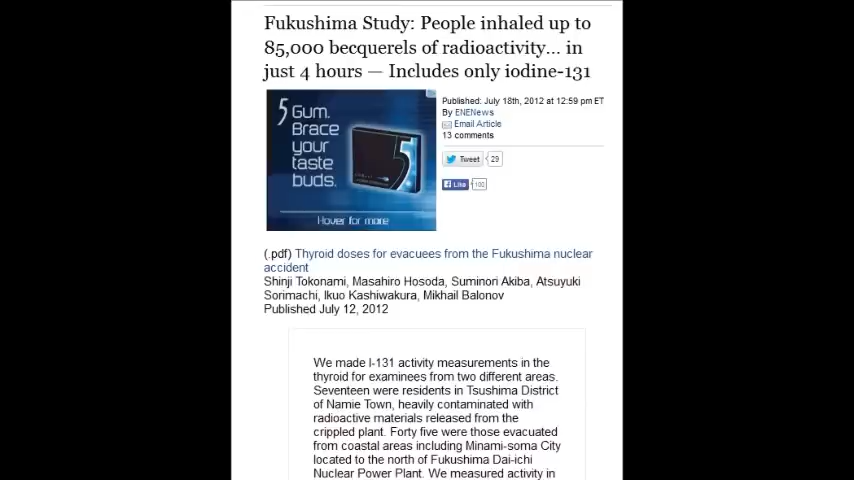 Fukushima Study: People inhaled up to
85,000 becquerels of radioactivity... in
just 4 hours — Includes only iodine-131
5 Gum.
Brace
your
taste
buds.
5
Hover for more
Published: July 18th, 2012 at 12:59 pm ET
By ENENews
Email Article
13 comments
Tweet 29
Like 100
(.pdf) Thyroid doses for evacuees from the Fukushima nuclear
accident
Shinji Tokonami, Masahiro Hosoda, Suminori Akiba, Atsuyuki
Sorimachi, Ikuo Kashiwakura, Mikhail Balonov
Published July 12, 2012
We made I-131 activity measurements in the
thyroid for examinees from two different areas.
Seventeen were residents in Tsushima District
of Namie Town, heavily contaminated with
radioactive materials released from the
crippled plant. Forty five were those evacuated
from coastal areas including Minami-soma City
located to the north of Fukushima Dai-ichi
Nuclear Power Plant. We measured activity in